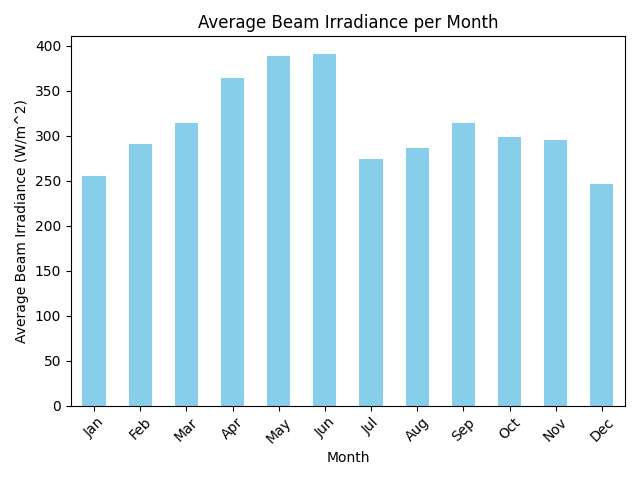 Average Beam Irradiance per Month
Average Beam Irradiance (W/m^2)
400
350
300
250
200
150
100
50
0
Jan Feb Mar Apr May Jun Jul Aug Sep Oct Nov Dec
Month